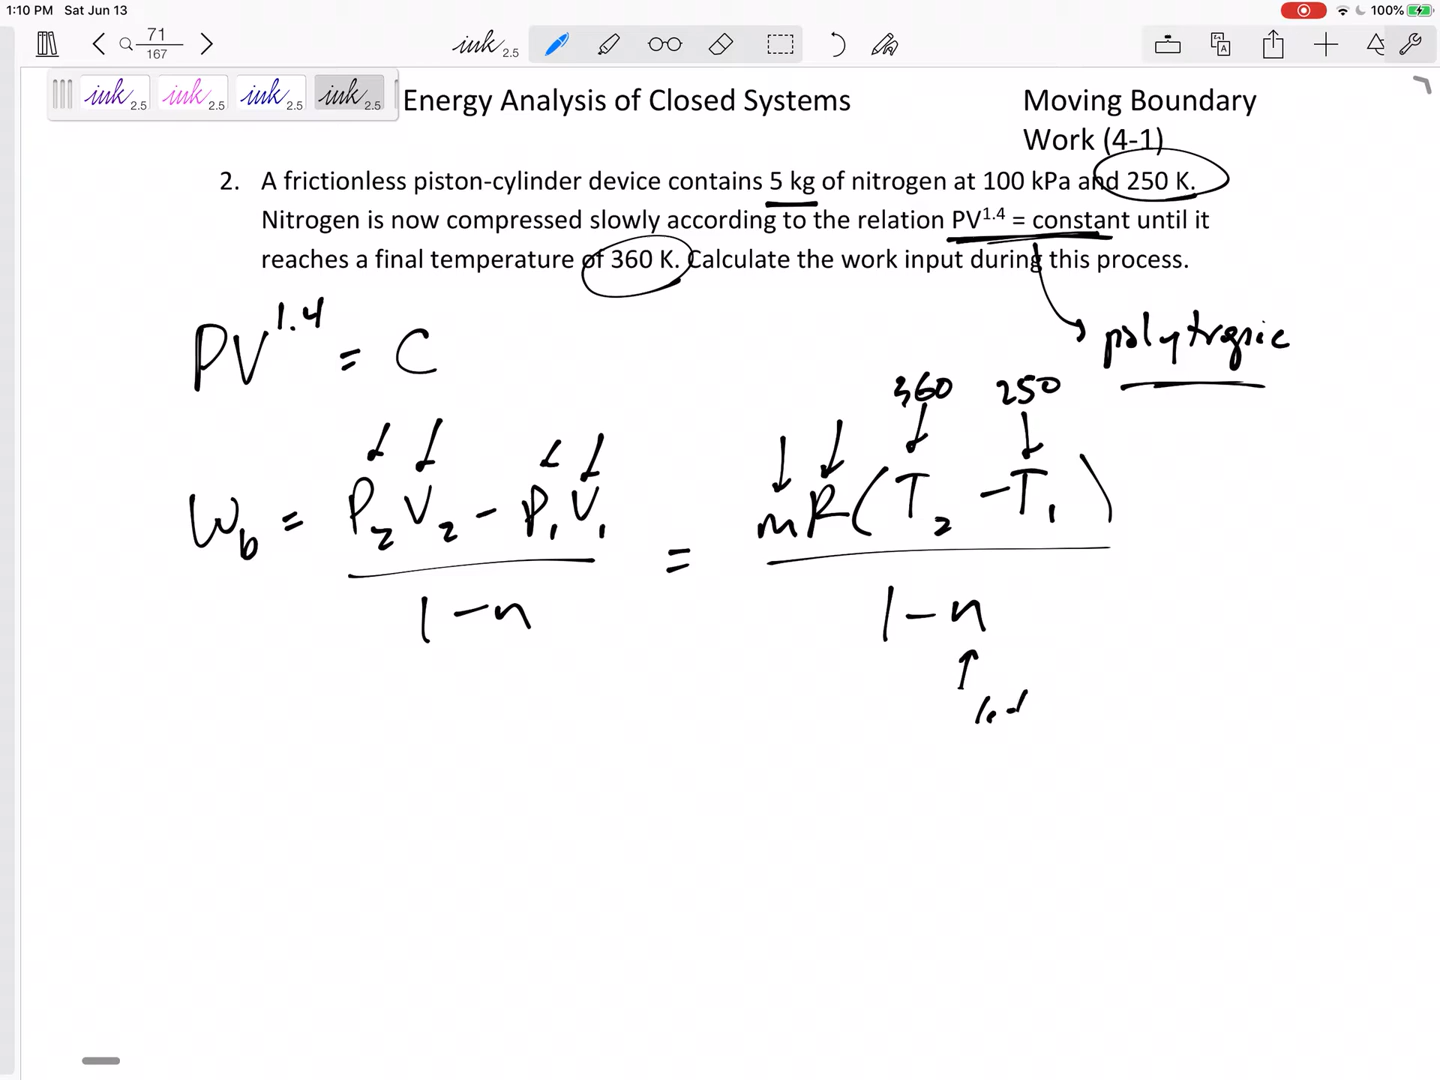 1:10 PM Sat Jun 13
100%
71
167
ink 2.5
ink 2.5 ink 2.5 ink 2.5 ink 2.5
Energy Analysis of Closed Systems
Moving Boundary
Work (4-1)
2. A frictionless piston-cylinder device contains 5 kg of nitrogen at 100 kPa and 250 K.
Nitrogen is now compressed slowly according to the relation PV^1.4 = constant until it
reaches a final temperature of 360 K. Calculate the work input during this process.
PV^1.4 = C
polytropic
360 250
W_b = P₂V₂ - P₁V₁ = mR(T₂ - T₁)
1-n 1-n